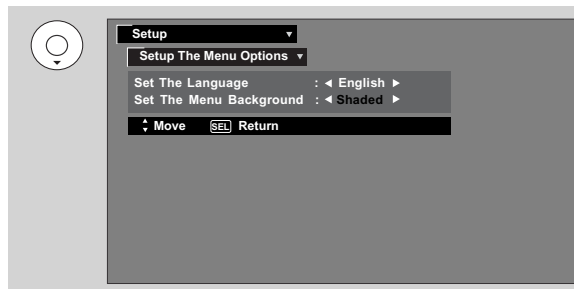 Setup ▼
Setup The Menu Options ▼
Set The Language : ◀ English ▶
Set The Menu Background : ◀ Shaded ▶
Move SEL Return